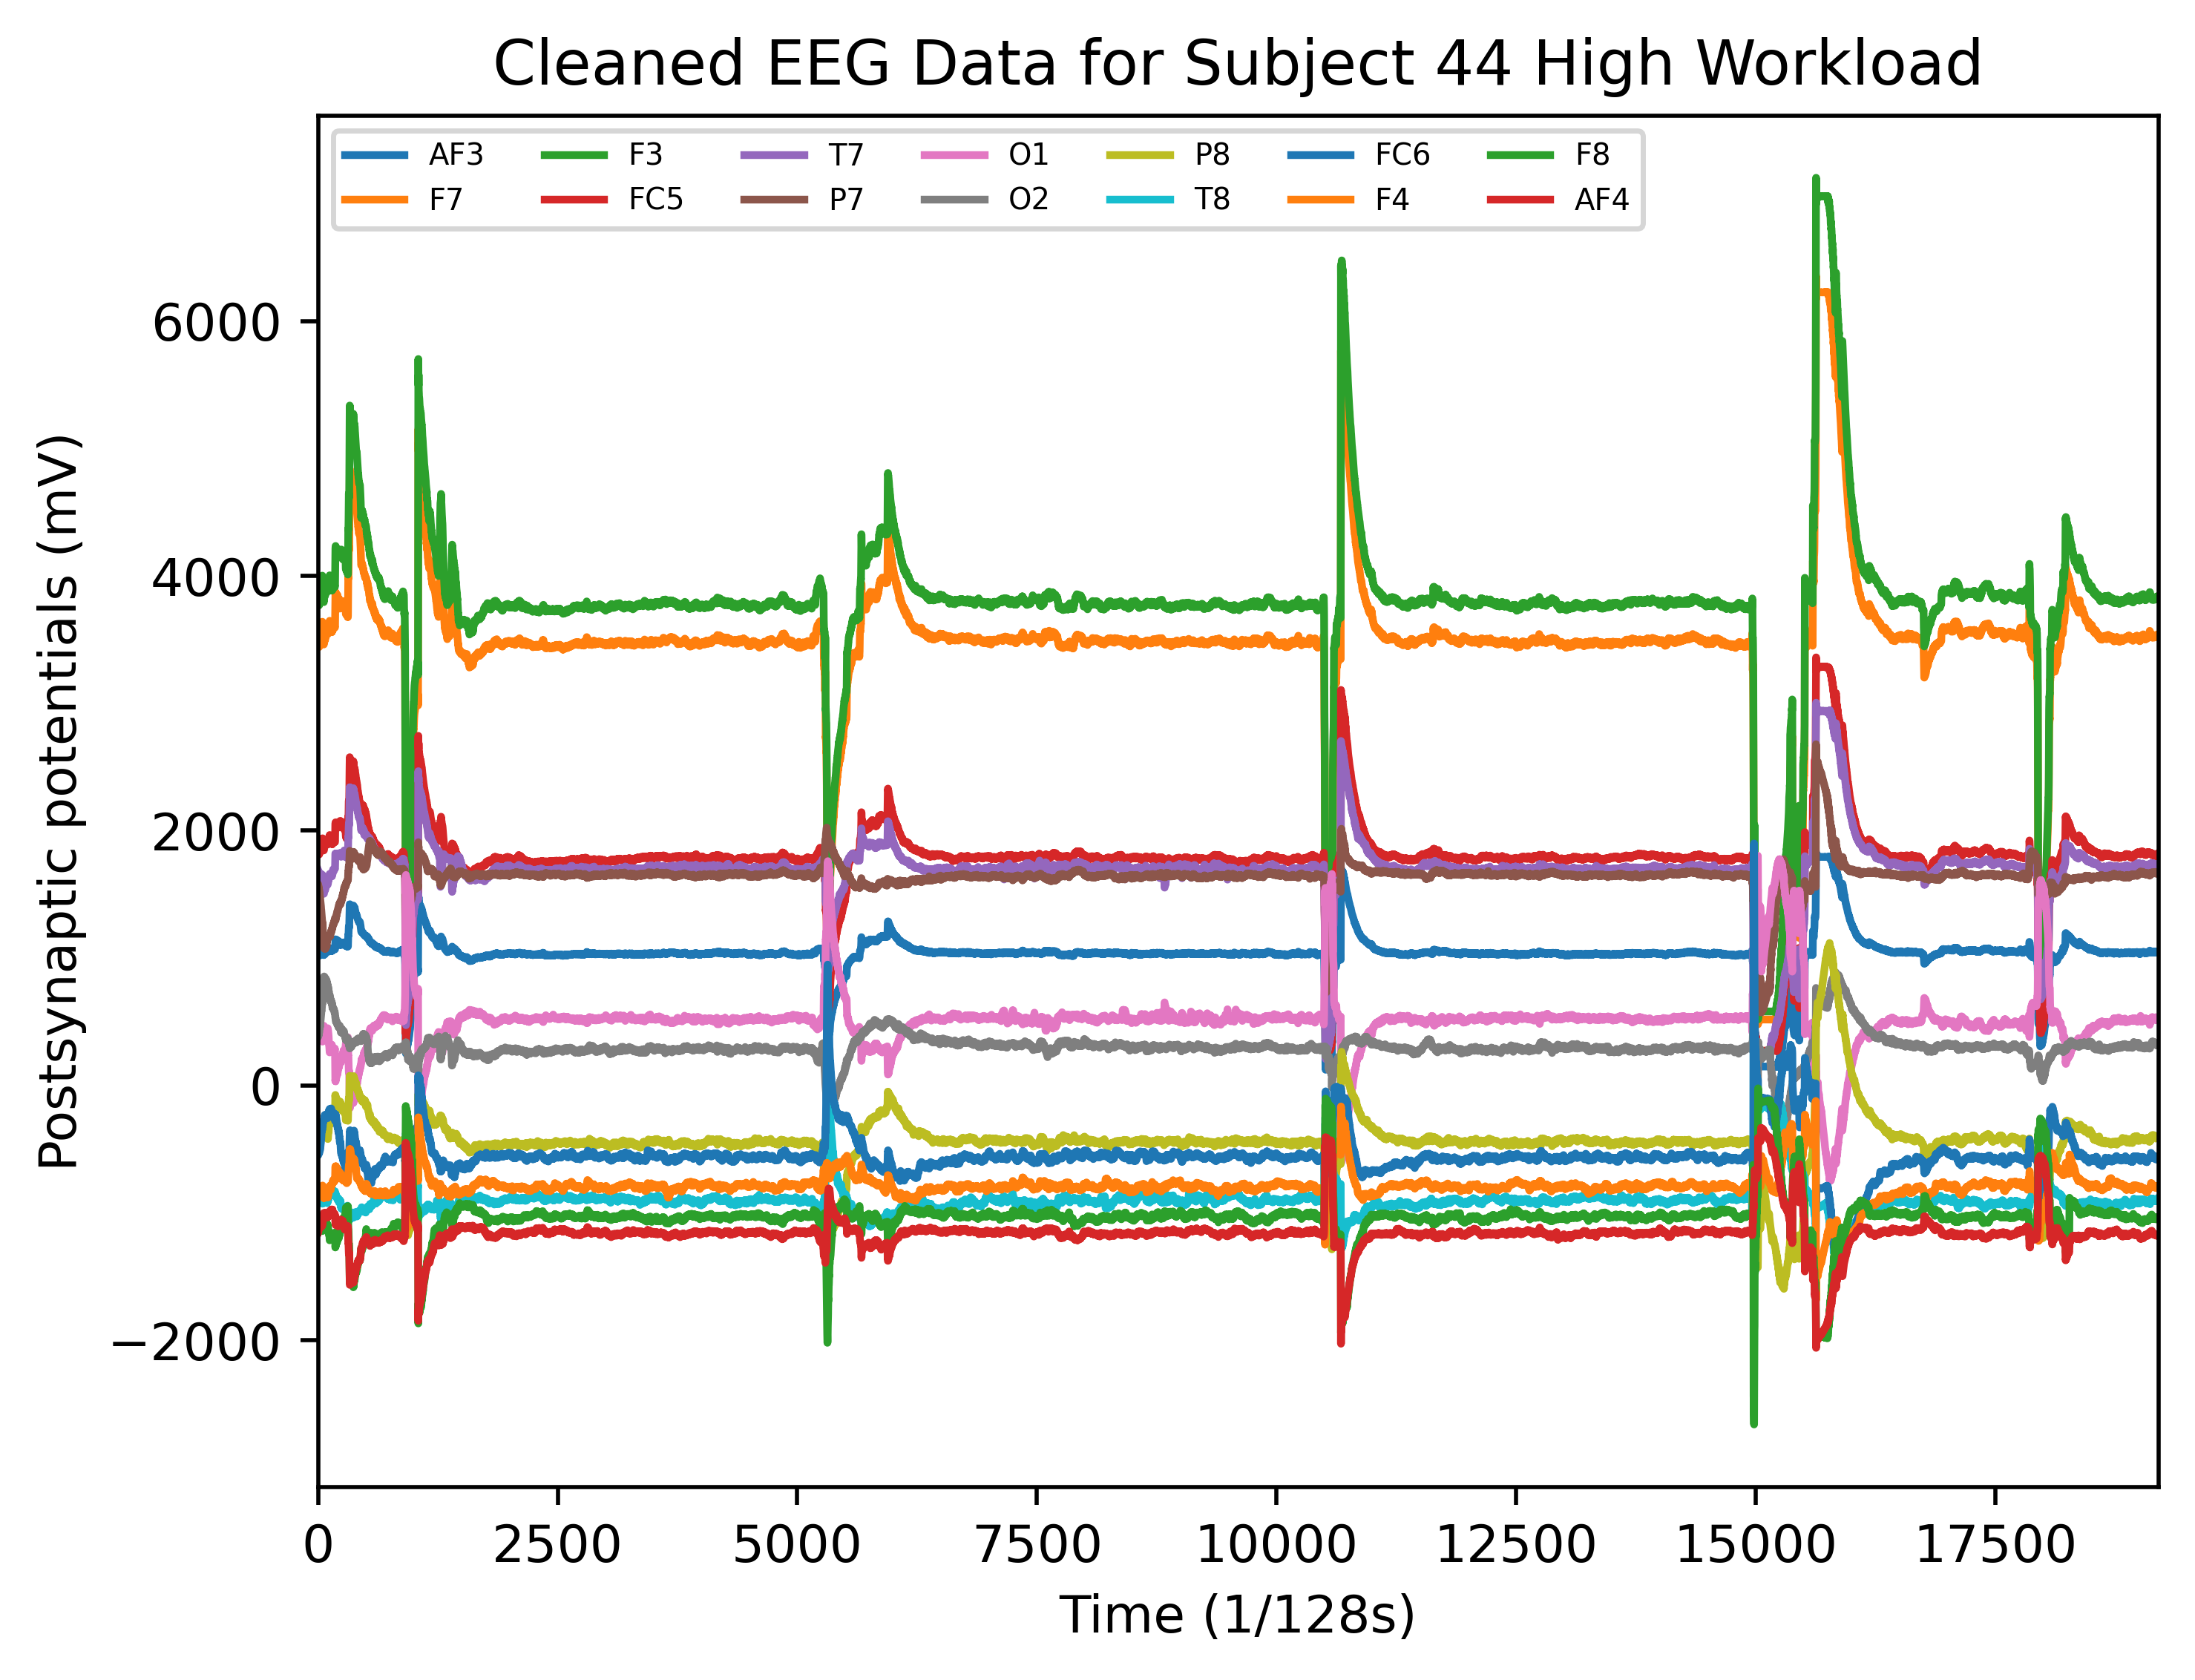 Cleaned EEG Data for Subject 44 High Workload
AF3 F3 T7 O1 P8 FC6 F8
F7 FC5 P7 O2 T8 F4 AF4
Postsynaptic potentials (mV)
6000
4000
2000
0
−2000
0 2500 5000 7500 10000 12500 15000 17500
Time (1/128s)